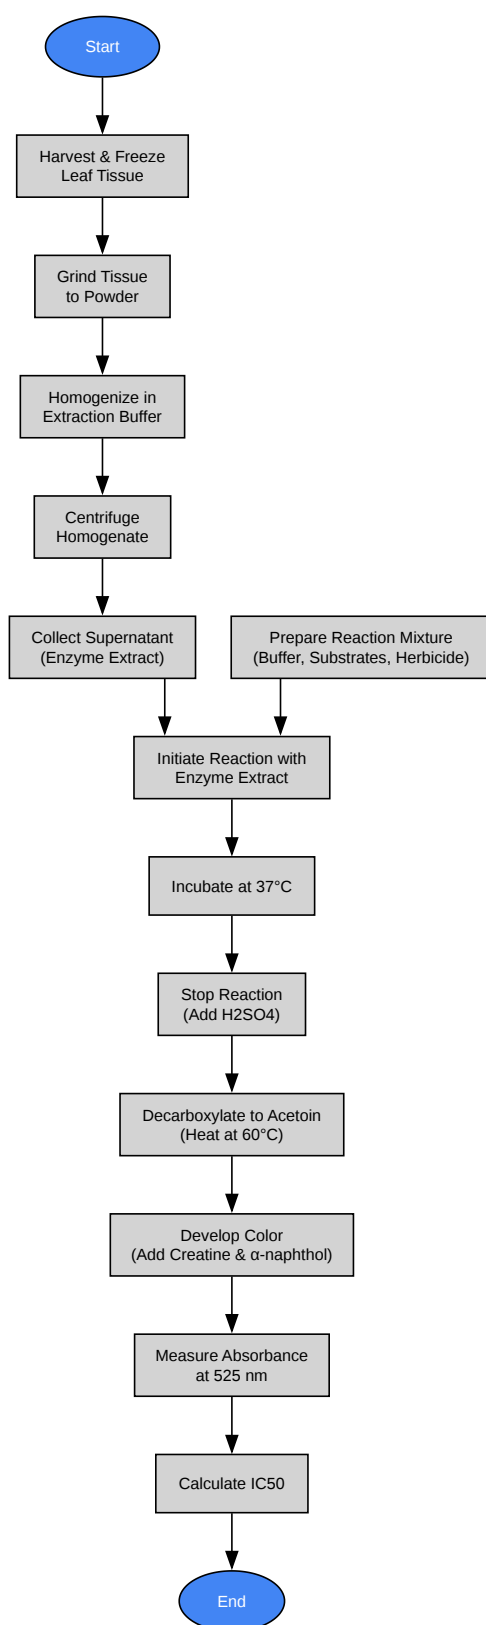 Start
Harvest & Freeze
Leaf Tissue
Grind Tissue
to Powder
Homogenize in
Extraction Buffer
Centrifuge
Homogenate
Collect Supernatant
(Enzyme Extract)
Prepare Reaction Mixture
(Buffer, Substrates, Herbicide)
Initiate Reaction with
Enzyme Extract
Incubate at 37°C
Stop Reaction
(Add H2SO4)
Decarboxylate to Acetoin
(Heat at 60°C)
Develop Color
(Add Creatine & α-naphthol)
Measure Absorbance
at 525 nm
Calculate IC50
End